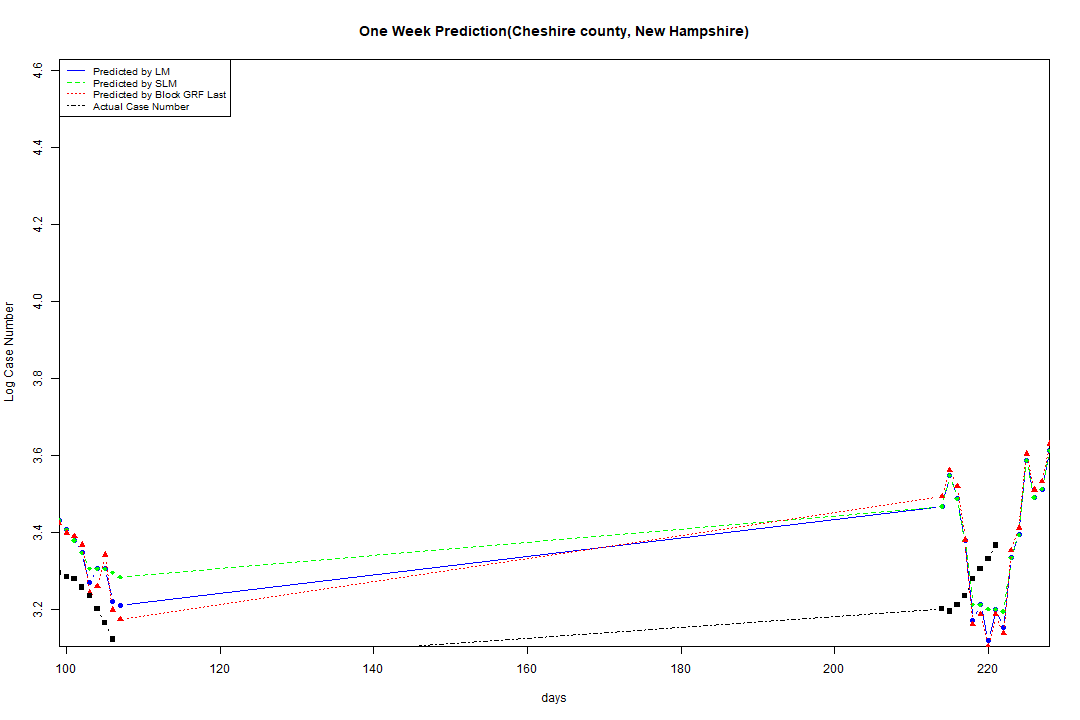 One Week Prediction(Cheshire county, New Hampshire)
Predicted by LM
Predicted by SLM
Predicted by Block GRF Last
Actual Case Number
Log Case Number
4.6
4.4
4.2
4.0
3.8
3.6
3.4
3.2
100 120 140 160 180 200 220
days